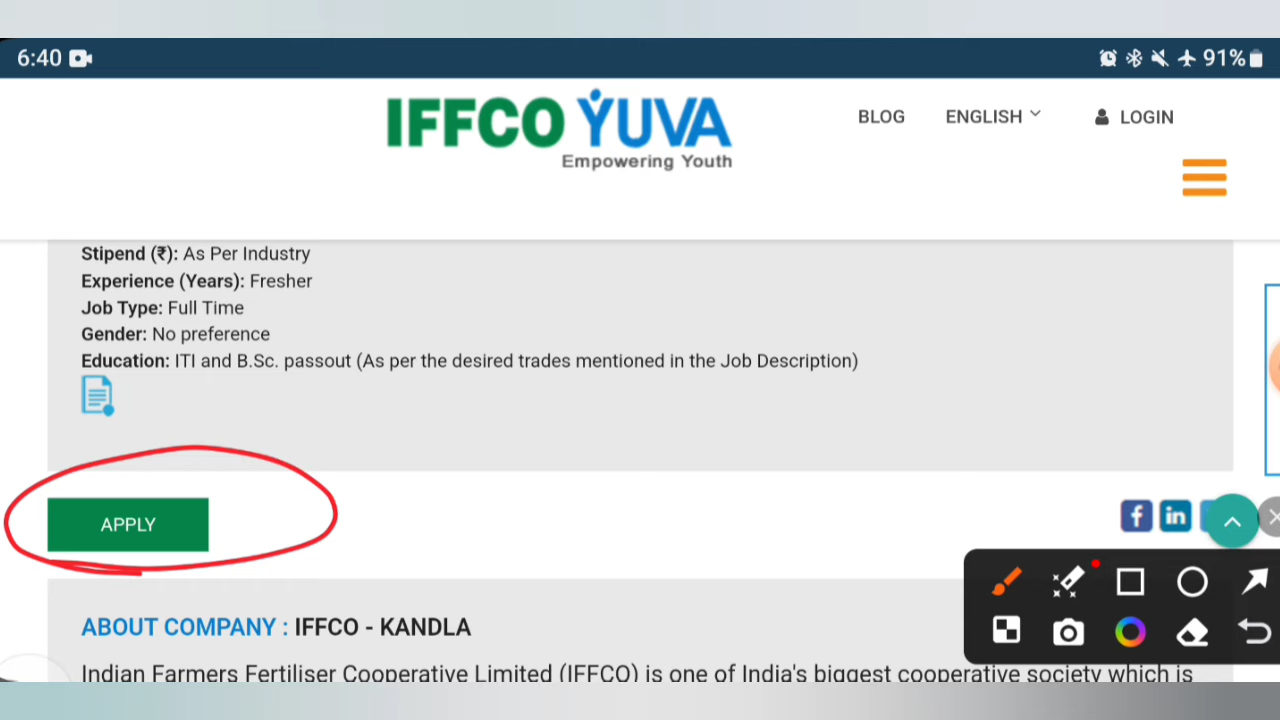 6:40
91%
IFFCO YUVA
Empowering Youth
BLOG
ENGLISH
LOGIN
Stipend (₹): As Per Industry
Experience (Years): Fresher
Job Type: Full Time
Gender: No preference
Education: ITI and B.Sc. passout (As per the desired trades mentioned in the Job Description)
APPLY
f
in
ABOUT COMPANY : IFFCO - KANDLA
Indian Farmers Fertiliser Cooperative Limited (IFFCO) is one of India's biggest cooperative society which is